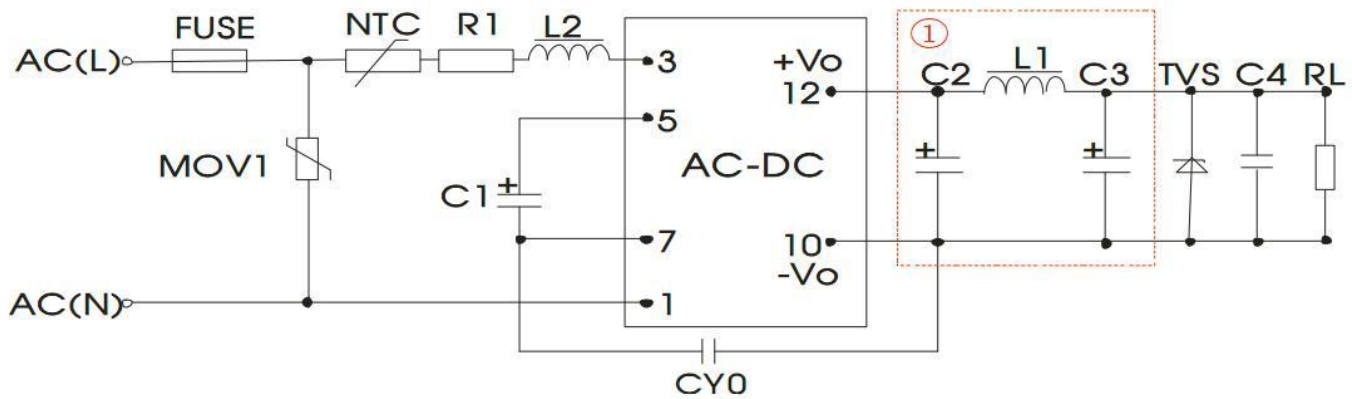 FUSE
NTC
R1
L2
AC(L)
3
+Vo
12
①
C2
L1
C3
TVS
C4
RL
5
MOV1
C1
+
AC-DC
+
+
7
10
-Vo
AC(N)
1
CY0